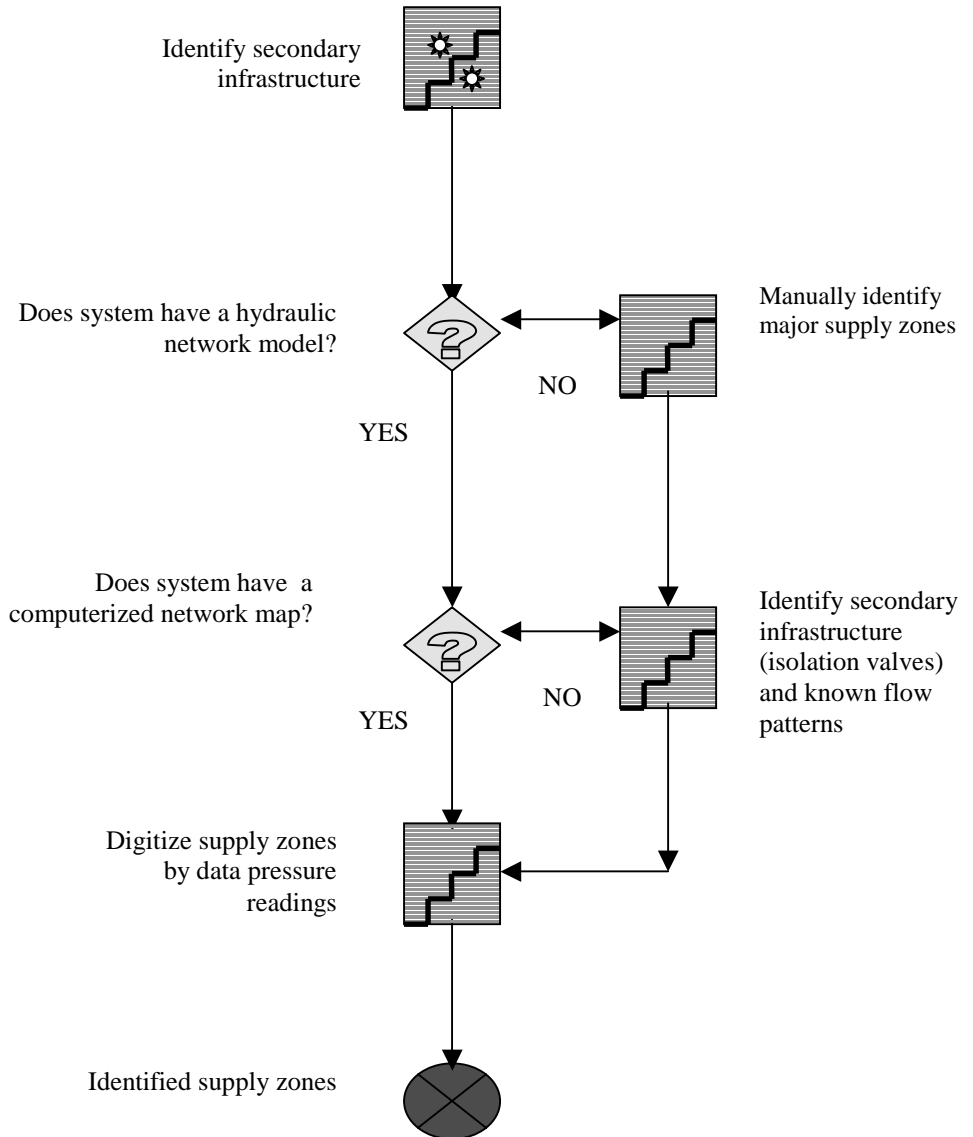 Identify secondary
infrastructure
Does system have a hydraulic
network model?
Manually identify
major supply zones
NO
YES
Does system have a
computerized network map?
Identify secondary
infrastructure
(isolation valves)
and known flow
patterns
NO
YES
Digitize supply zones
by data pressure
readings
Identified supply zones